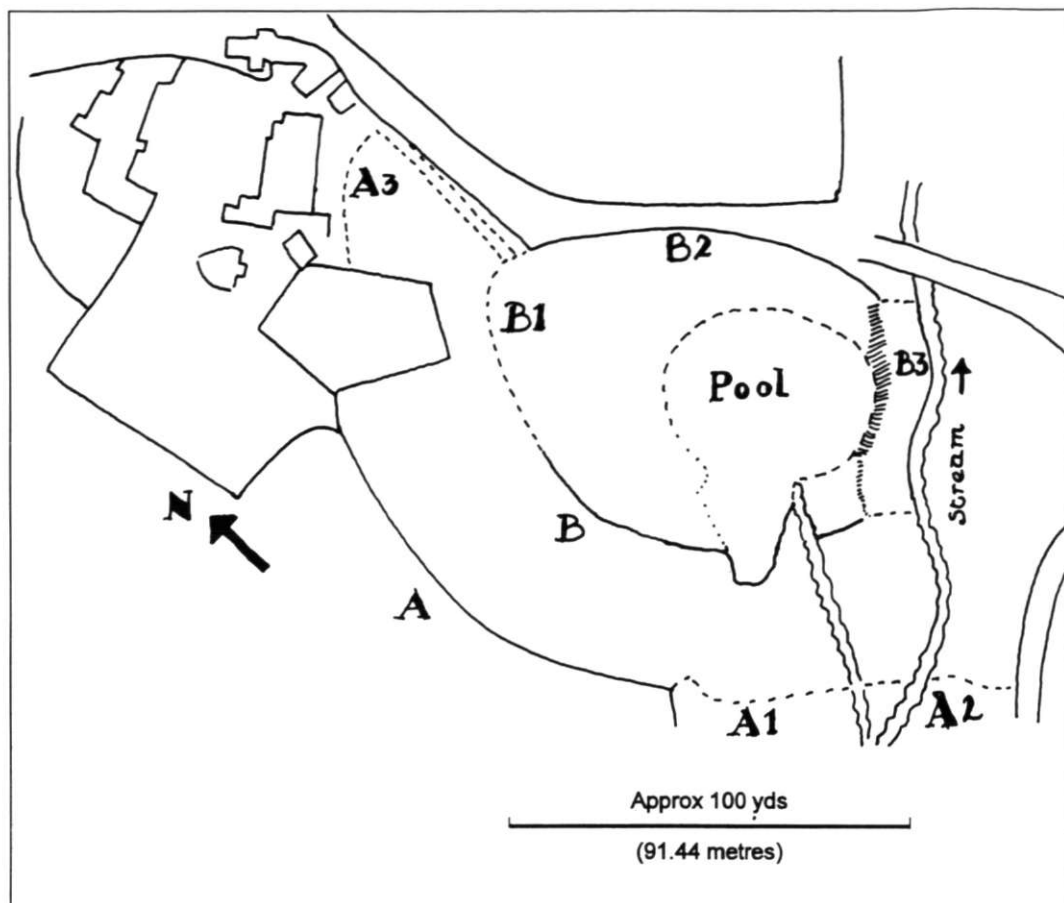 A3
B2
B1
Pool
B3
Stream
N
B
A
A1
A2
Approx 100 yds
(91.44 metres)